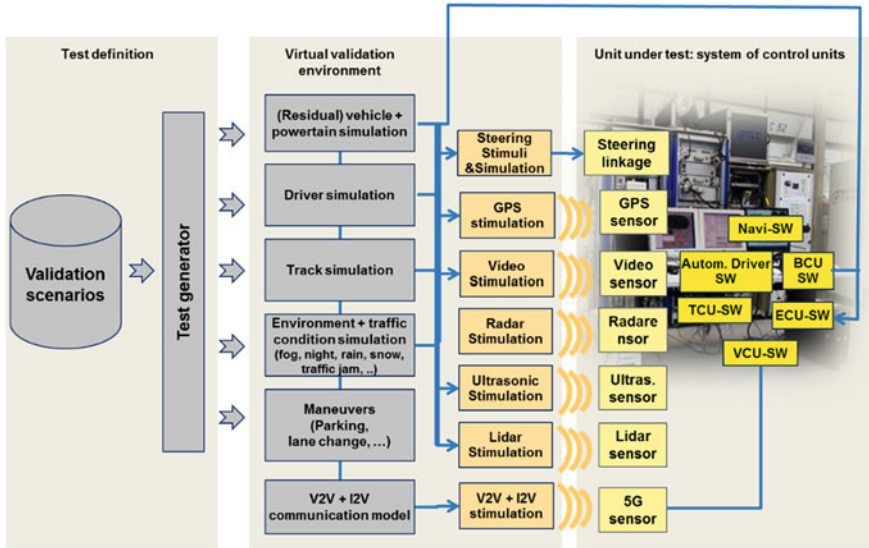 Test definition
Virtual validation
environment
Unit under test: system of control units
Validation
scenarios
Test generator
(Residual) vehicle +
powertain simulation
Driver simulation
Track simulation
Environment + traffic
condition simulation
(fog, night, rain, snow,
traffic jam, ..)
Maneuvers
(Parking,
lane change, …)
V2V + I2V
communication model
Steering
Stimuli
&Simulation
GPS
stimulation
Video
Stimulation
Radar
Stimulation
Ultrasonic
Stimulation
Lidar
Stimulation
V2V + I2V
stimulation
Steering
linkage
GPS
sensor
Video
sensor
Radare
nsor
Ultras.
sensor
Lidar
sensor
5G
sensor
C 52
Navi-SW
Autom. Driver
SW
BCU
SW
TCU-SW
ECU-SW
VCU-SW